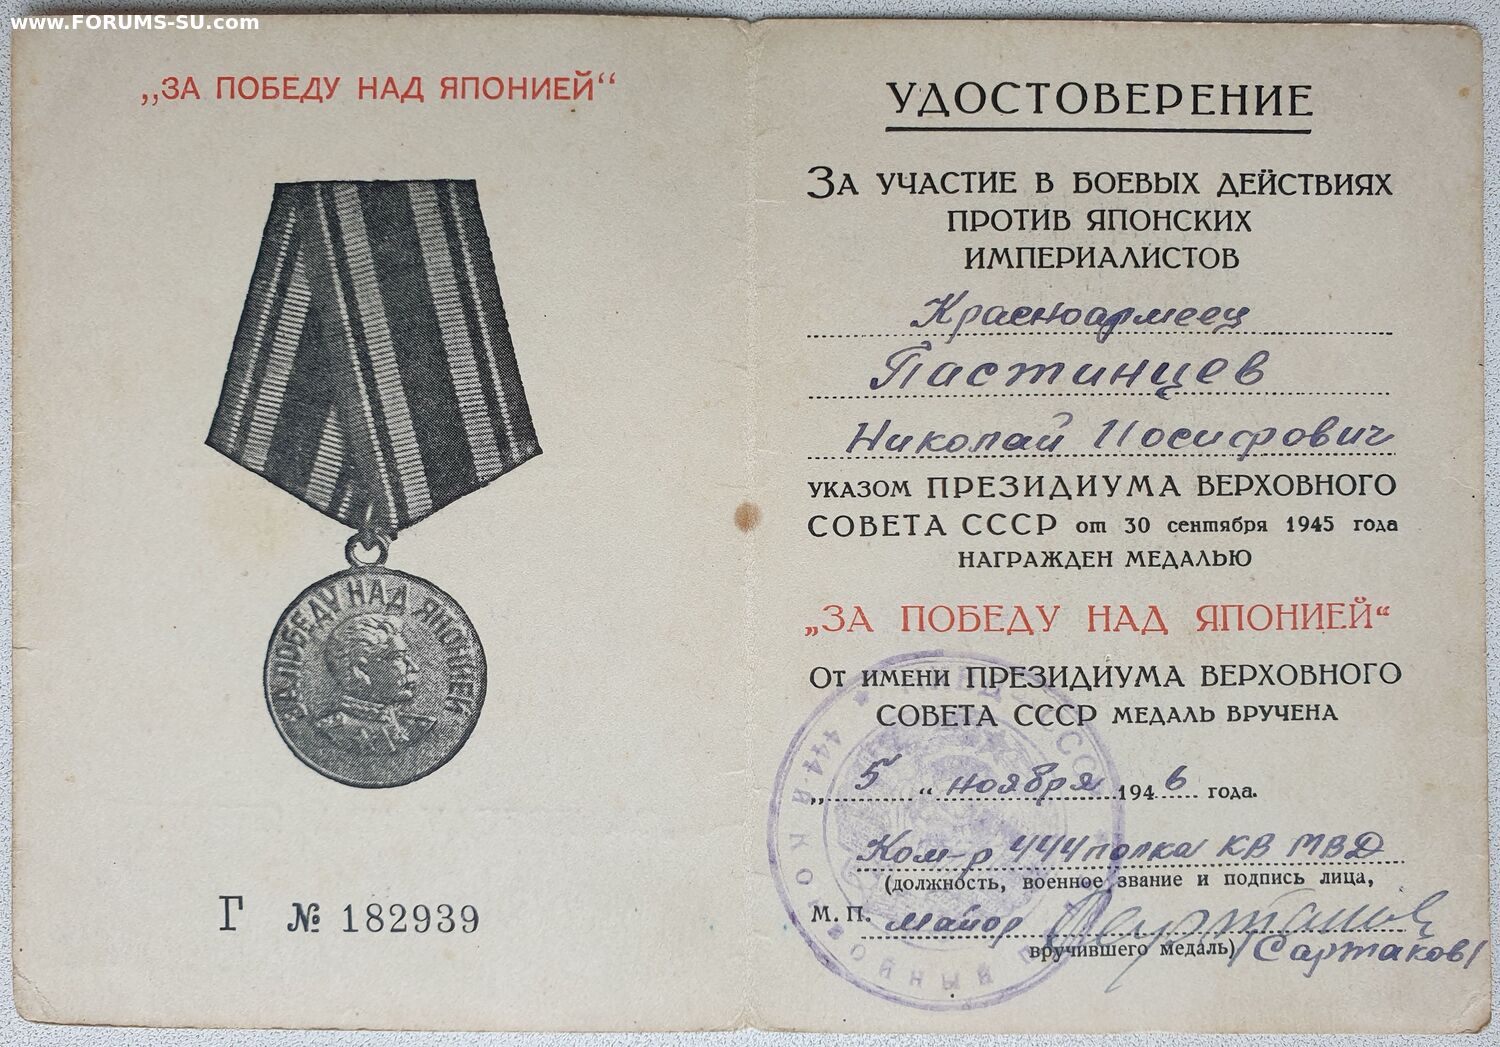 www.FORUMS-SU.com
„ЗА ПОБЕДУ НАД ЯПОНИЕЙ“
ЗА ПОБЕДУ НАД ЯПОНИЕЙ
Г № 182939
УДОСТОВЕРЕНИЕ
ЗА УЧАСТИЕ В БОЕВЫХ ДЕЙСТВИЯХ
ПРОТИВ ЯПОНСКИХ
ИМПЕРИАЛИСТОВ
Красноармеец
Пастинцев
Николай Иосифович
УКАЗОМ ПРЕЗИДИУМА ВЕРХОВНОГО
СОВЕТА СССР от 30 сентября 1945 года
НАГРАЖДЕН МЕДАЛЬЮ
„ЗА ПОБЕДУ НАД ЯПОНИЕЙ“
ОТ ИМЕНИ ПРЕЗИДИУМА ВЕРХОВНОГО
СОВЕТА СССР МЕДАЛЬ ВРУЧЕНА
„5“ ноября 1946 года.
Ком-р 444 полка КВ МВД
(должность, военное звание и подпись лица,
М. П. майор
вручившего медаль) /Сартаков/
444й КОНВОЙНЫЙ